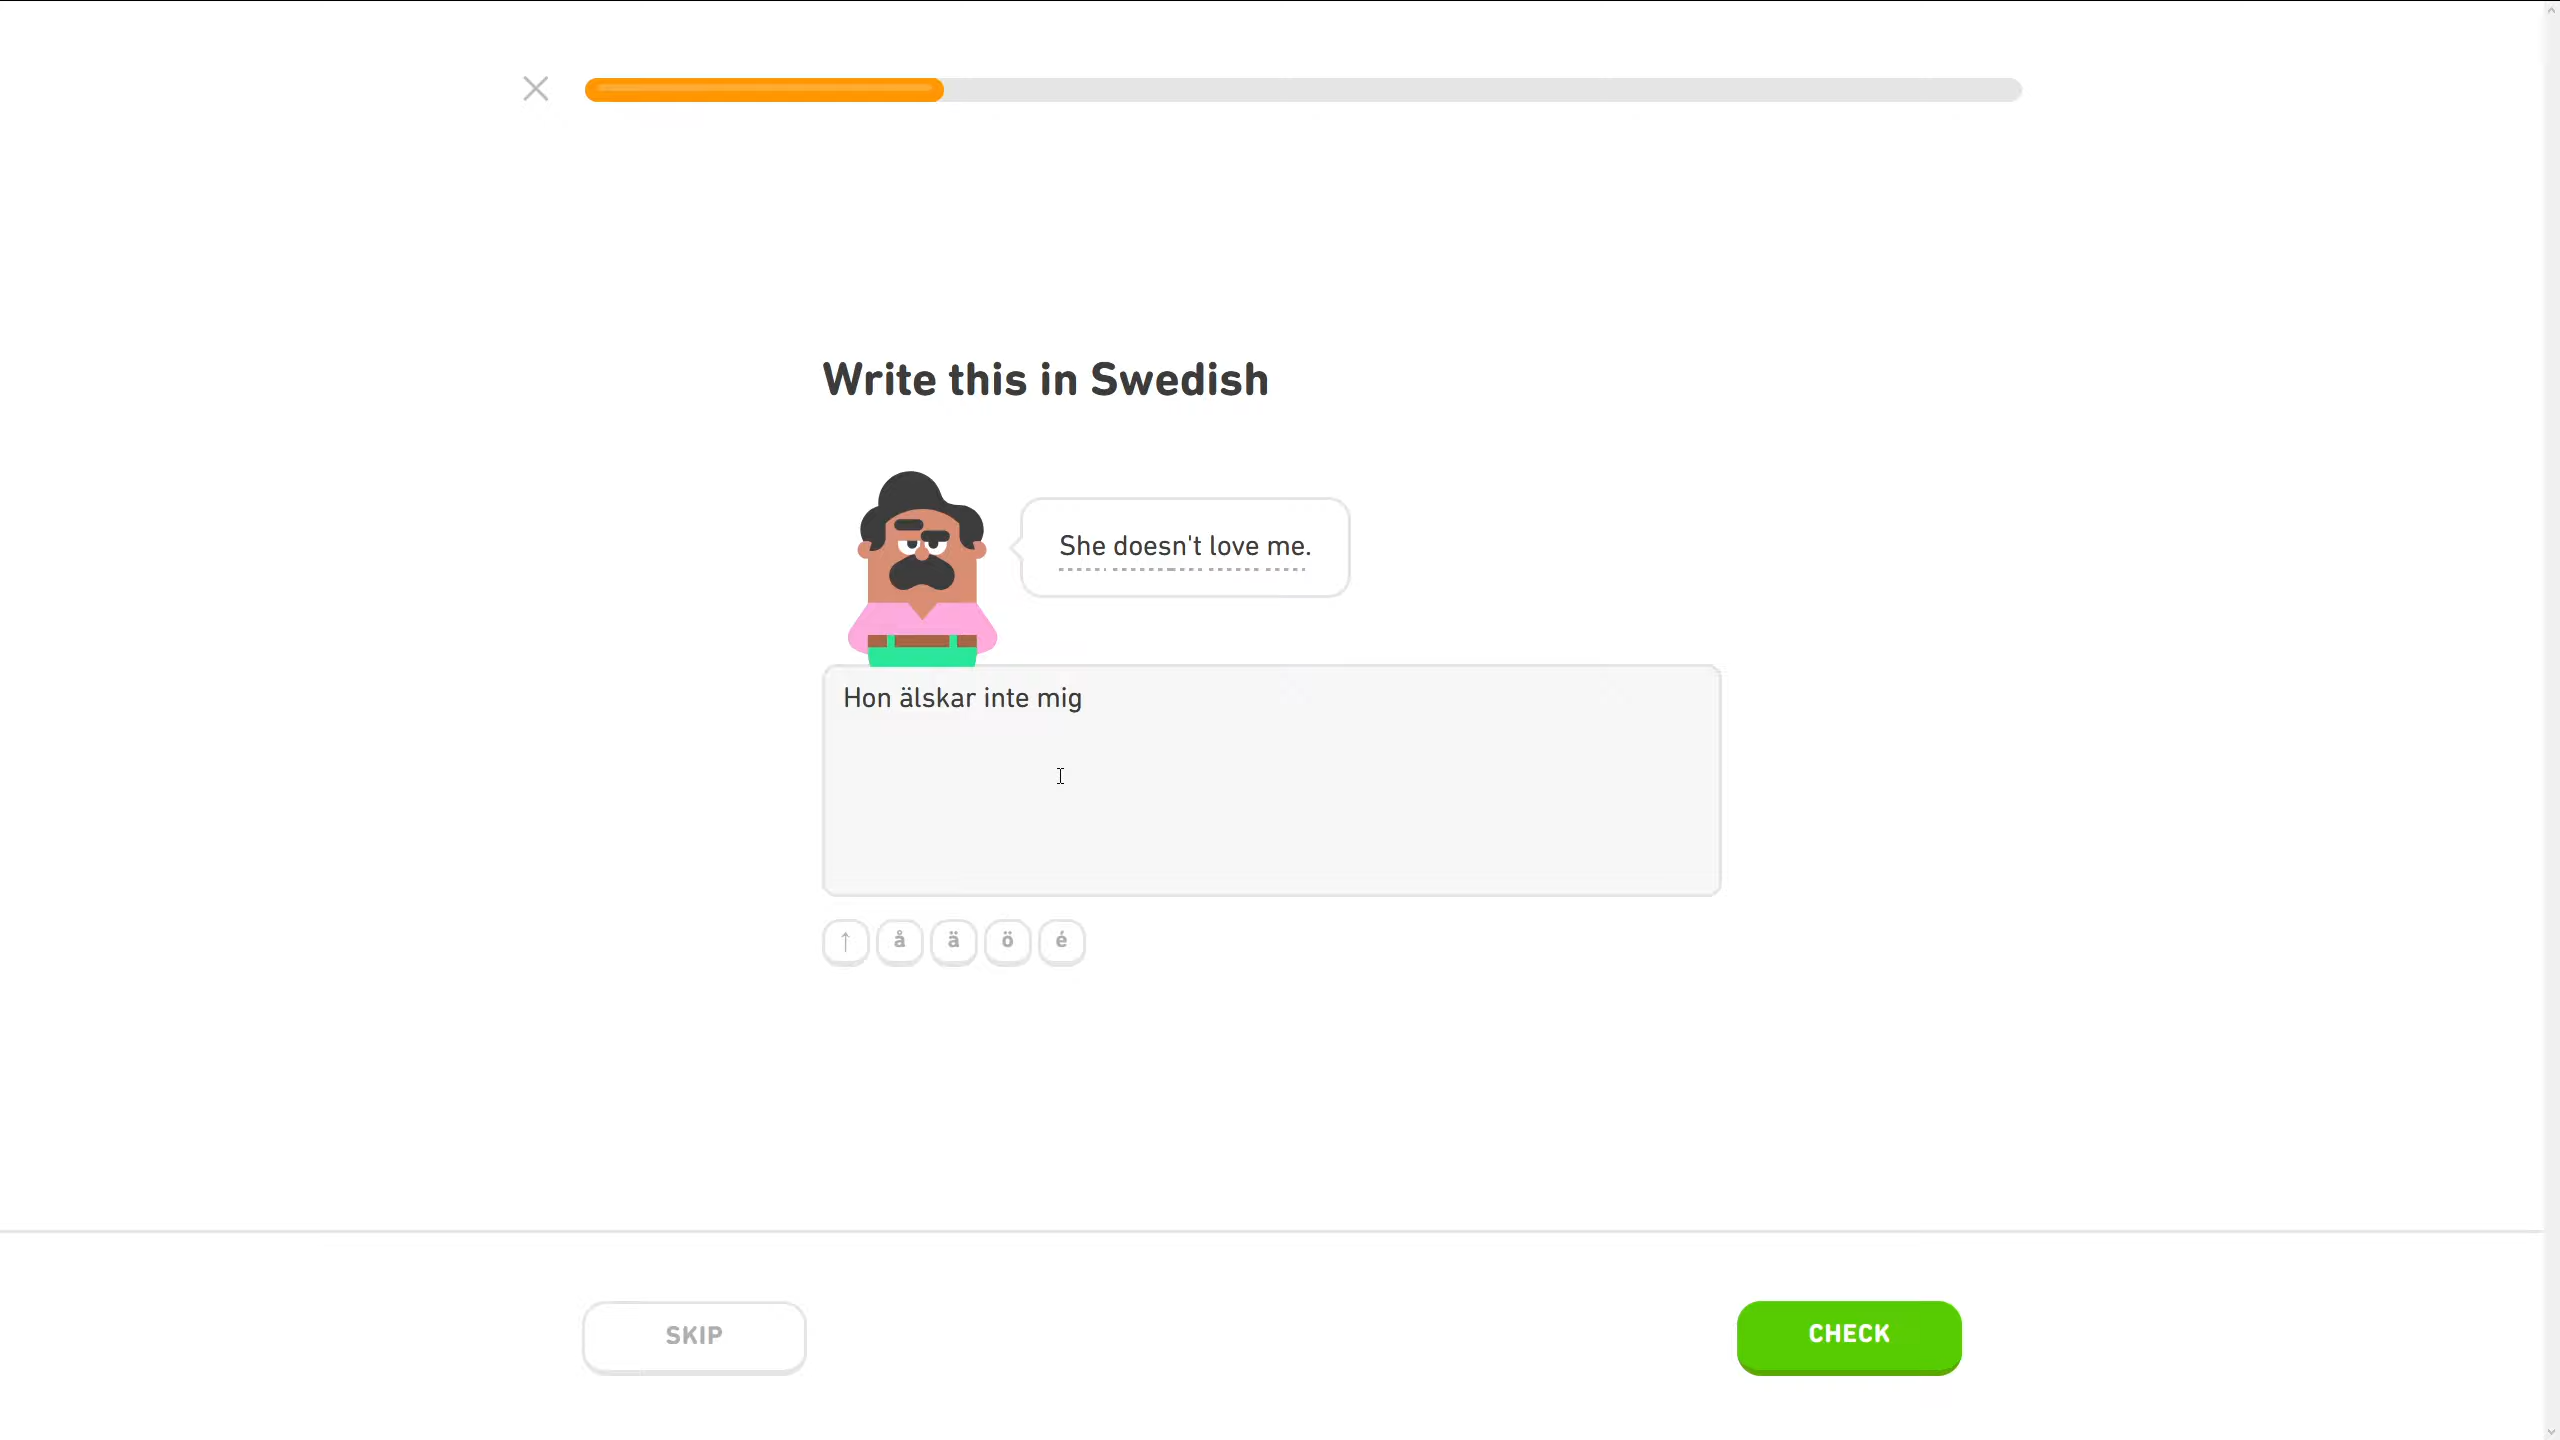 Write this in Swedish
She doesn't love me.
Hon älskar inte mig
↑ å ä ö é
SKIP
CHECK